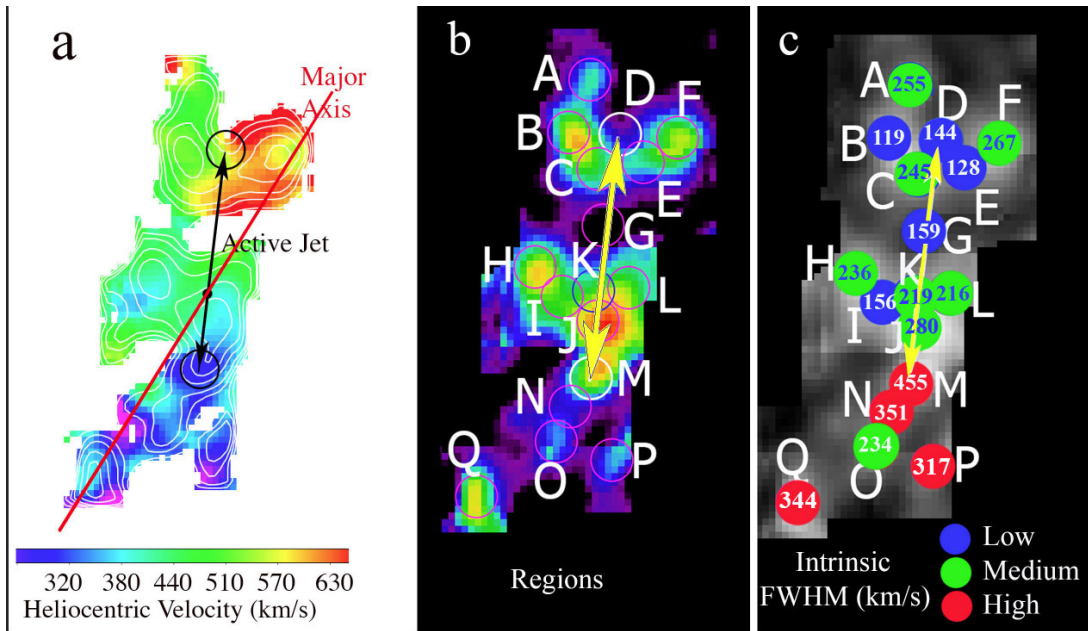 a
Major
Axis
Active Jet
320 380 440 510 570 630
Heliocentric Velocity (km/s)
b
A
D
F
B
C
E
G
H
K
L
I
J
M
N
O
P
Q
Regions
c
A
255
D
F
B
119
144
267
C
245
128
E
159
G
H
236
K
219
216
L
I
156
J
280
455
M
N
351
234
O
317
P
Q
344
Intrinsic
FWHM (km/s)
Low
Medium
High